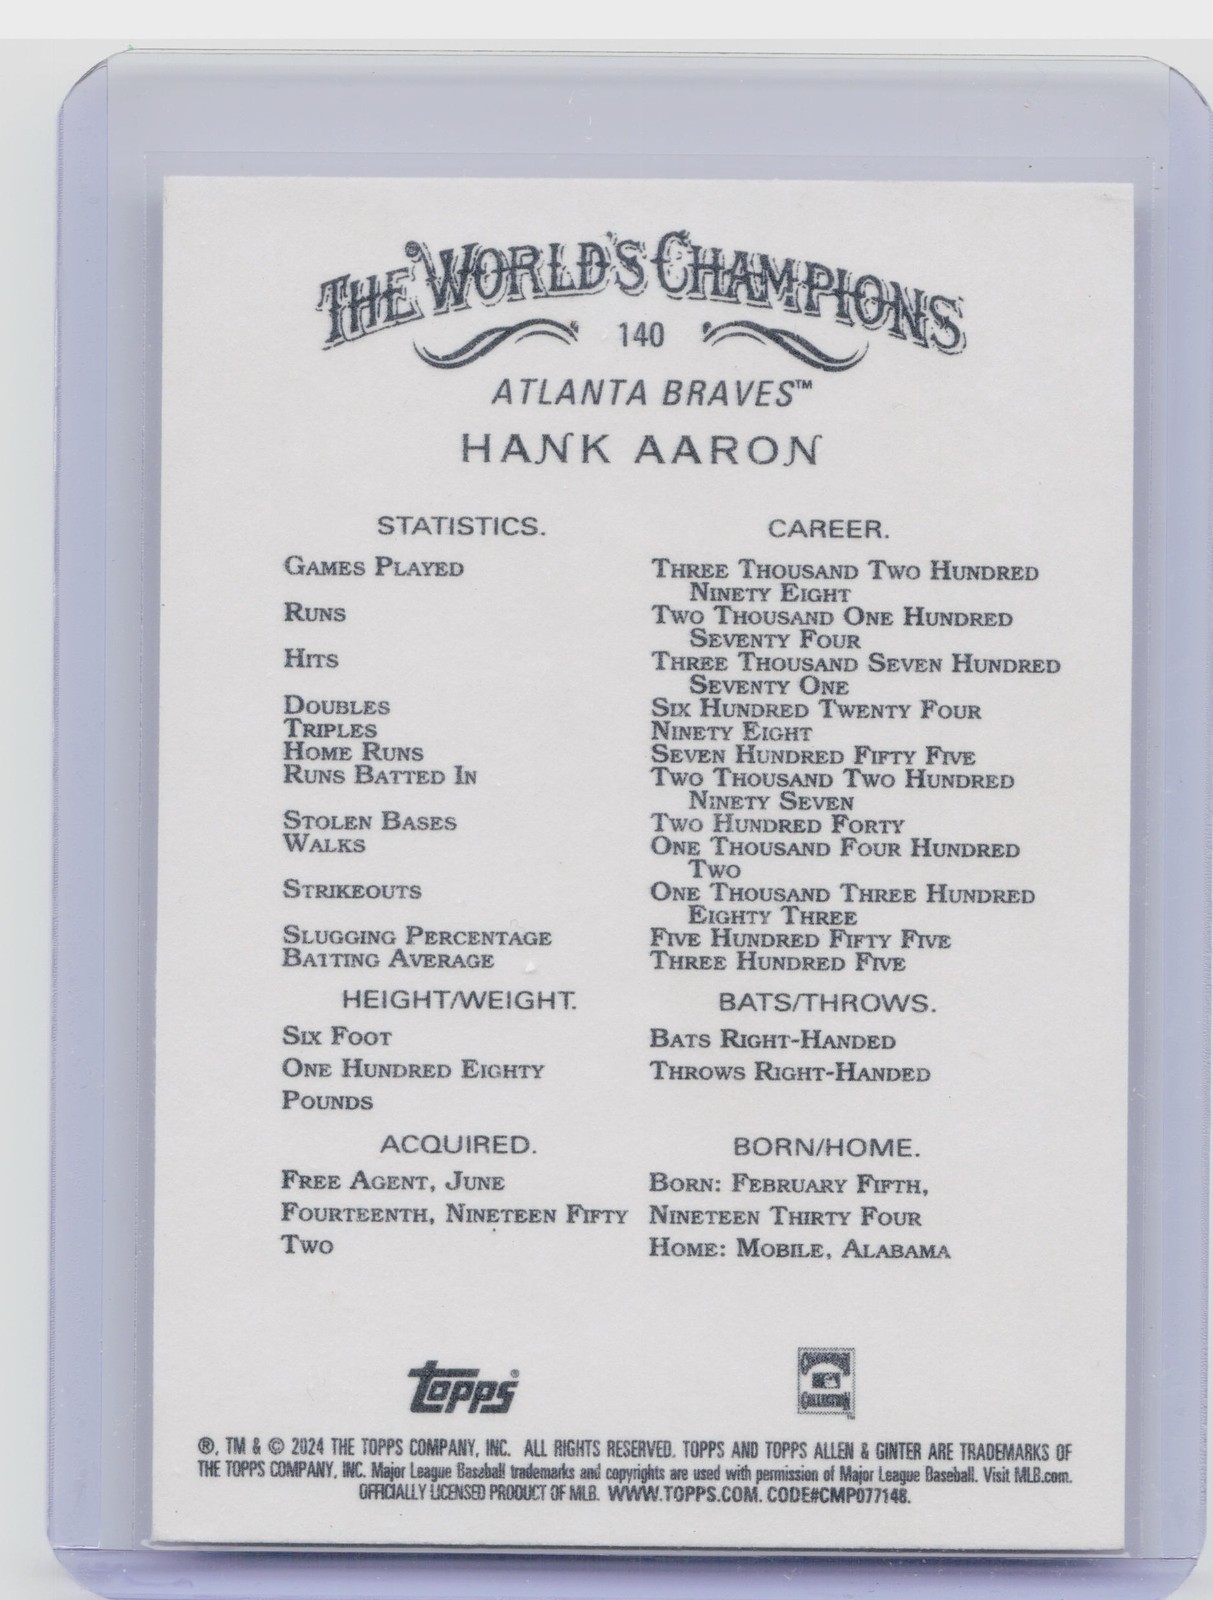 THE WORLD'S CHAMPIONS
140
ATLANTA BRAVES™
HANK AARON
STATISTICS. CAREER.
GAMES PLAYED THREE THOUSAND TWO HUNDRED
NINETY EIGHT
RUNS TWO THOUSAND ONE HUNDRED
SEVENTY FOUR
HITS THREE THOUSAND SEVEN HUNDRED
SEVENTY ONE
DOUBLES SIX HUNDRED TWENTY FOUR
TRIPLES NINETY EIGHT
HOME RUNS SEVEN HUNDRED FIFTY FIVE
RUNS BATTED IN TWO THOUSAND TWO HUNDRED
NINETY SEVEN
STOLEN BASES TWO HUNDRED FORTY
WALKS ONE THOUSAND FOUR HUNDRED
TWO
STRIKEOUTS ONE THOUSAND THREE HUNDRED
EIGHTY THREE
SLUGGING PERCENTAGE FIVE HUNDRED FIFTY FIVE
BATTING AVERAGE THREE HUNDRED FIVE
HEIGHT/WEIGHT. BATS/THROWS.
SIX FOOT BATS RIGHT-HANDED
ONE HUNDRED EIGHTY THROWS RIGHT-HANDED
POUNDS
ACQUIRED. BORN/HOME.
FREE AGENT, JUNE BORN: FEBRUARY FIFTH,
FOURTEENTH, NINETEEN FIFTY NINETEEN THIRTY FOUR
TWO HOME: MOBILE, ALABAMA
topps®
COOPERSTOWN
COLLECTION
®, TM & © 2024 THE TOPPS COMPANY, INC. ALL RIGHTS RESERVED. TOPPS AND TOPPS ALLEN & GINTER ARE TRADEMARKS OF
THE TOPPS COMPANY, INC. Major League Baseball trademarks and copyrights are used with permission of Major League Baseball. Visit MLB.com.
OFFICIALLY LICENSED PRODUCT OF MLB. WWW.TOPPS.COM. CODE#CMP077148.